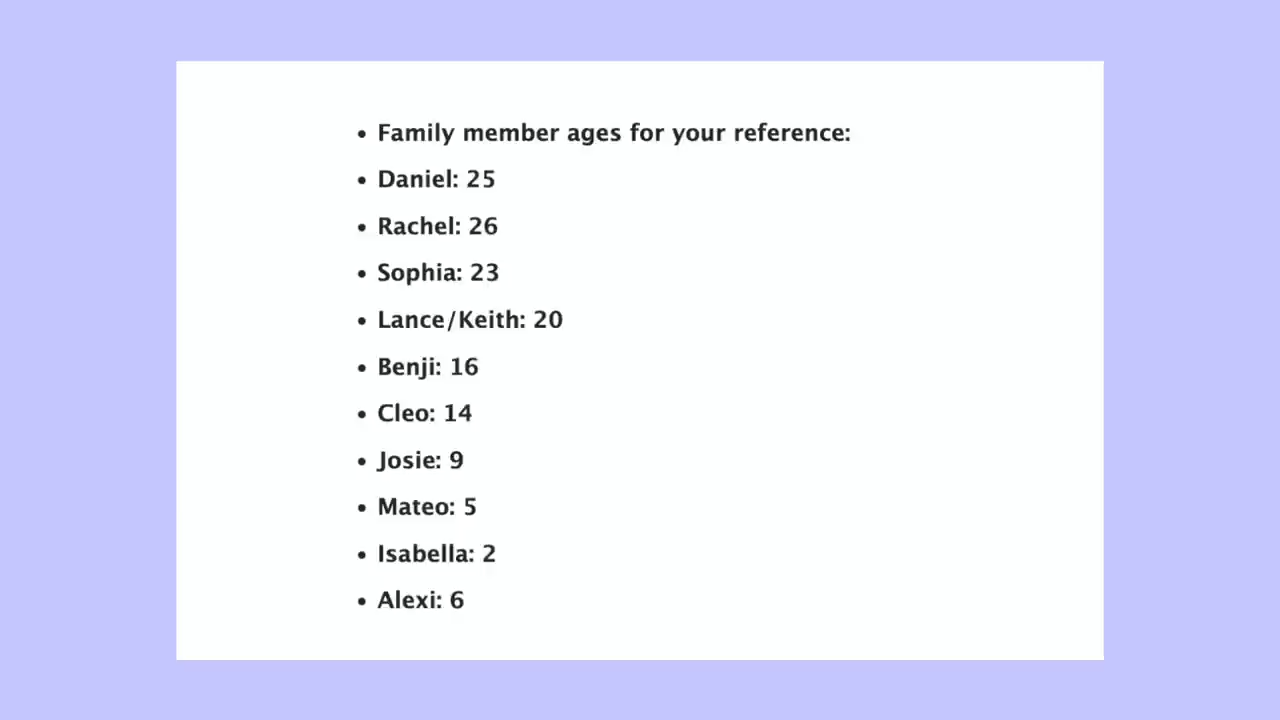 • Family member ages for your reference:
• Daniel: 25
• Rachel: 26
• Sophia: 23
• Lance/Keith: 20
• Benji: 16
• Cleo: 14
• Josie: 9
• Mateo: 5
• Isabella: 2
• Alexi: 6